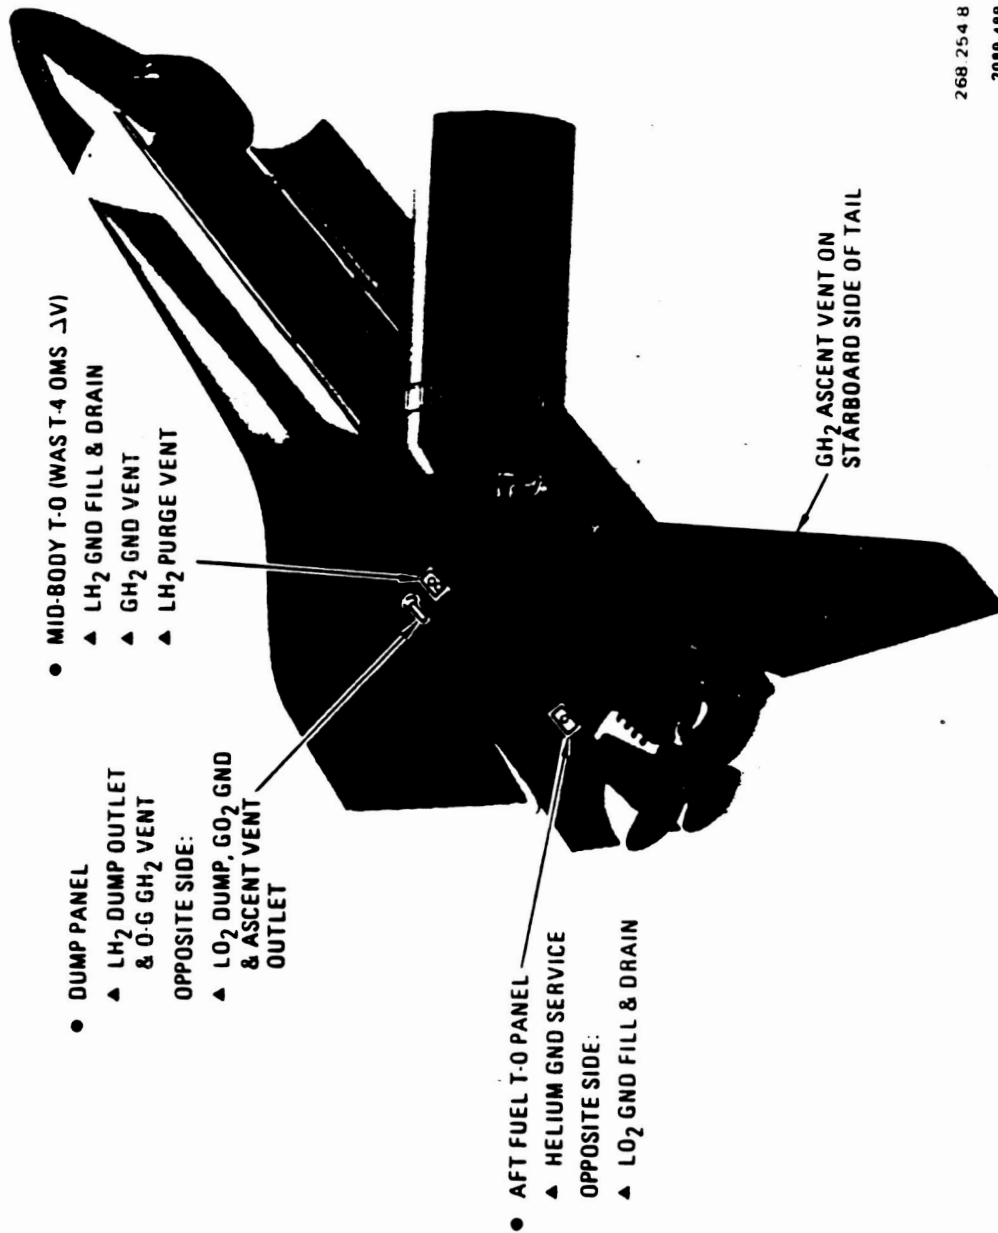 ● MID-BODY T-0 (WAS T-4 OMS ΔV)
▲ LH2 GND FILL & DRAIN
▲ GH2 GND VENT
▲ LH2 PURGE VENT
● DUMP PANEL
▲ LH2 DUMP OUTLET
& 0-G GH2 VENT
OPPOSITE SIDE:
▲ LO2 DUMP, GO2 GND
& ASCENT VENT
OUTLET
● AFT FUEL T-0 PANEL
▲ HELIUM GND SERVICE
OPPOSITE SIDE:
▲ LO2 GND FILL & DRAIN
GH2 ASCENT VENT ON
STARBOARD SIDE OF TAIL
268.254 8